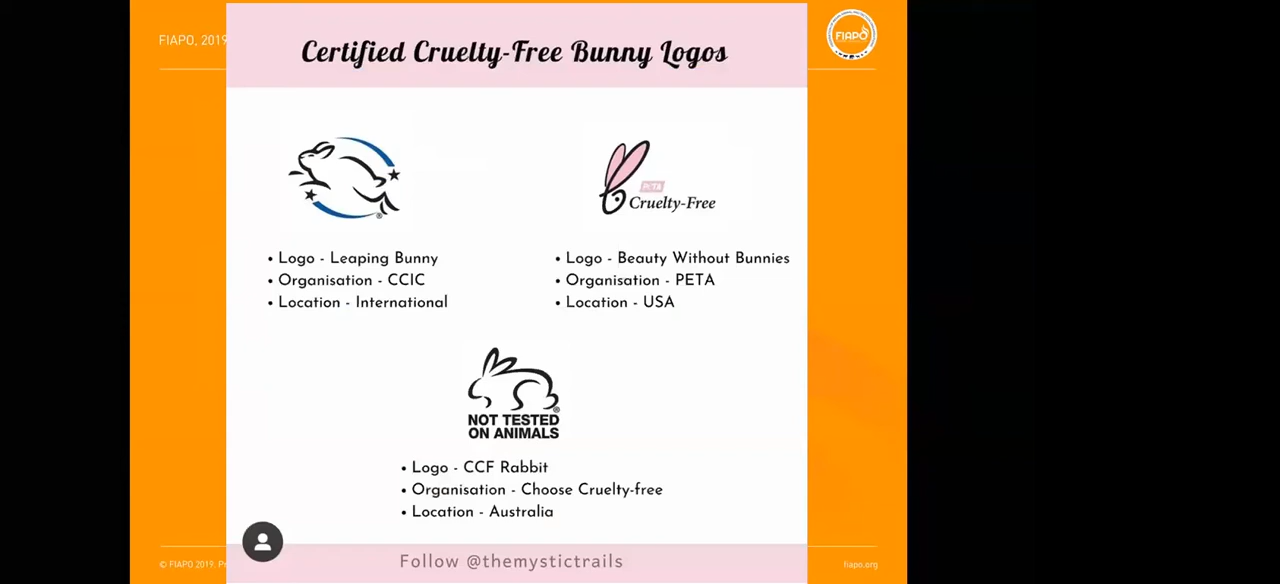 FIAPO, 2019
Certified Cruelty-Free Bunny Logos
FIAPO
PETA
Cruelty-Free
• Logo - Leaping Bunny
• Organisation - CCIC
• Location - International
• Logo - Beauty Without Bunnies
• Organisation - PETA
• Location - USA
®
NOT TESTED
ON ANIMALS
• Logo - CCF Rabbit
• Organisation - Choose Cruelty-free
• Location - Australia
Follow @themystictrails
© FIAPO 2019.
fiapo.org